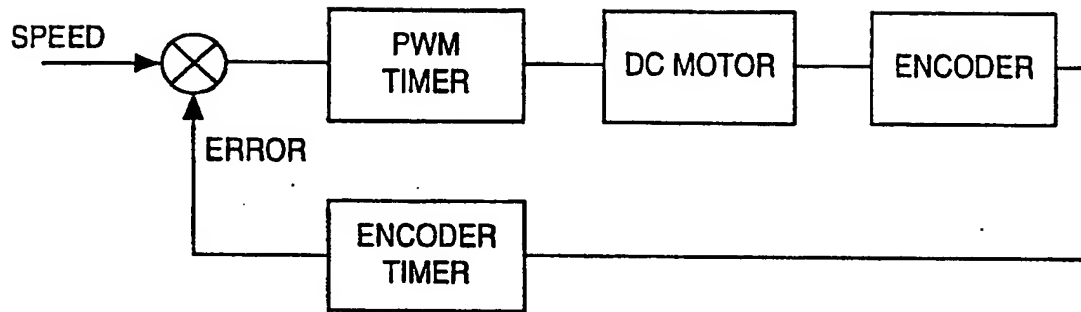 SPEED
PWM
TIMER
DC MOTOR
ENCODER
ERROR
ENCODER
TIMER